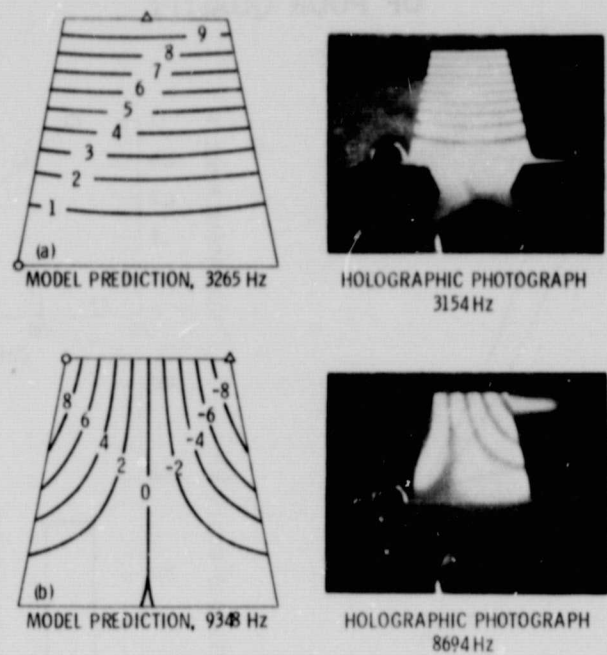 9
8
7
6
5
4
3
2
1
(a)
MODEL PREDICTION, 3265 Hz
HOLOGRAPHIC PHOTOGRAPH
3154 Hz
8 -8
6 -6
4 -4
2 -2
0
(b)
MODEL PREDICTION, 9348 Hz
HOLOGRAPHIC PHOTOGRAPH
8694 Hz